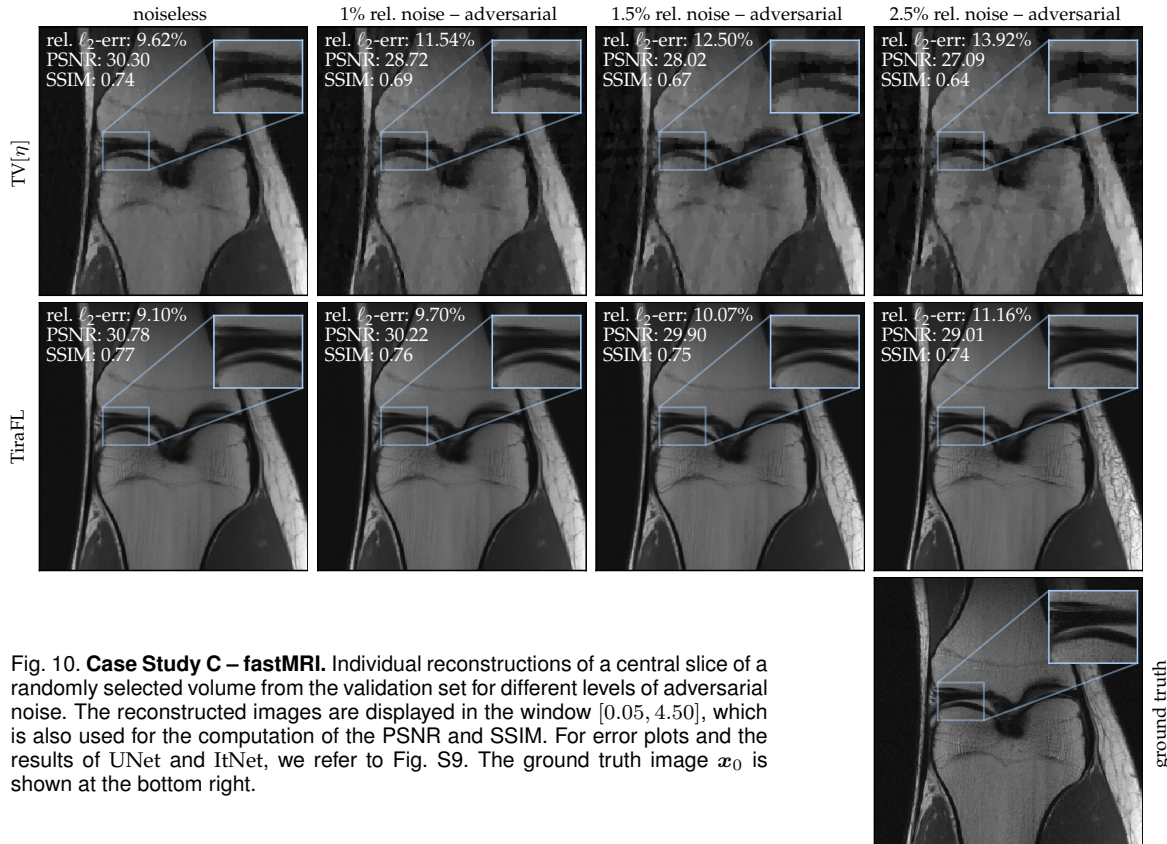 noiseless
1% rel. noise – adversarial
1.5% rel. noise – adversarial
2.5% rel. noise – adversarial
TV[η]
rel. ℓ2-err: 9.62%
PSNR: 30.30
SSIM: 0.74
rel. ℓ2-err: 11.54%
PSNR: 28.72
SSIM: 0.69
rel. ℓ2-err: 12.50%
PSNR: 28.02
SSIM: 0.67
rel. ℓ2-err: 13.92%
PSNR: 27.09
SSIM: 0.64
TiraFL
rel. ℓ2-err: 9.10%
PSNR: 30.78
SSIM: 0.77
rel. ℓ2-err: 9.70%
PSNR: 30.22
SSIM: 0.76
rel. ℓ2-err: 10.07%
PSNR: 29.90
SSIM: 0.75
rel. ℓ2-err: 11.16%
PSNR: 29.01
SSIM: 0.74
ground truth
Fig. 10. Case Study C – fastMRI. Individual reconstructions of a central slice of a
randomly selected volume from the validation set for different levels of adversarial
noise. The reconstructed images are displayed in the window [0.05, 4.50], which
is also used for the computation of the PSNR and SSIM. For error plots and the
results of UNet and ItNet, we refer to Fig. S9. The ground truth image x0 is
shown at the bottom right.